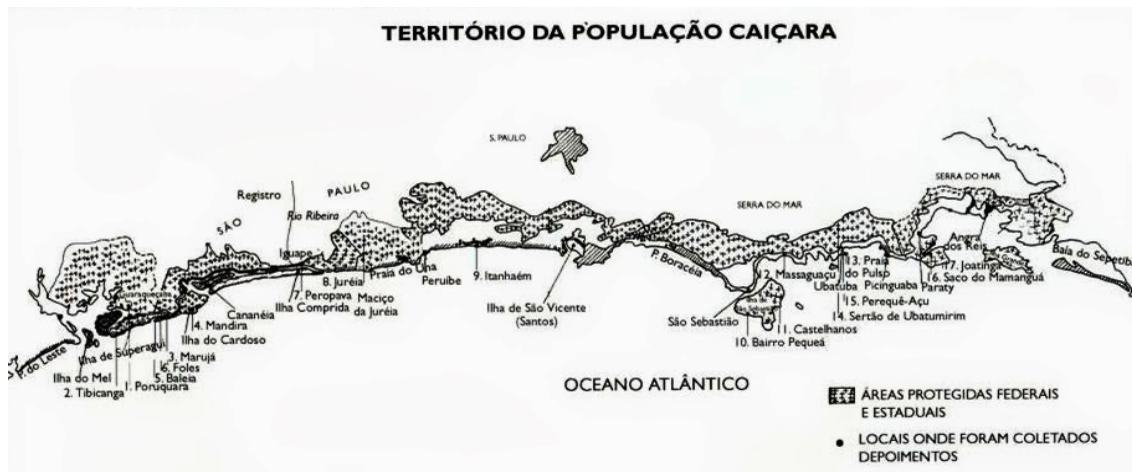 TERRITÓRIO DA POPULAÇÃO CAIÇARA
S. PAULO
SÃO
PAULO
Registro
Rio Ribeira
Iguape
SERRA DO MAR
SERRA DO MAR
Guaraqueçaba
Cananéia
4. Mandira
Ilha do Cardoso
P. do Leste
Ilha de Superagui
Ilha do Mel
2. Tibicanga
1. Poruquara
3. Marujá
6. Foles
5. Baleia
7. Peropava
Ilha Comprida
8. Juréia
Maciço
da Juréia
Praia do Una
Peruíbe
9. Itanhaém
Ilha de São Vicente
(Santos)
P. Boracéia
São Sebastião
10. Bairro Pequeá
11. Castelhanos
12. Massaguaçú
Ubatuba
13. Praia
do Pulso
Picinguaba
15. Perequê-Açu
14. Sertão de Ubatumirim
Paraty
Angra
dos Reis
17. Joatinga
16. Saco do Mamanguá
Grande
Baía do Sepetiba
OCEANO ATLÂNTICO
ÁREAS PROTEGIDAS FEDERAIS
E ESTADUAIS
LOCAIS ONDE FORAM COLETADOS
DEPOIMENTOS